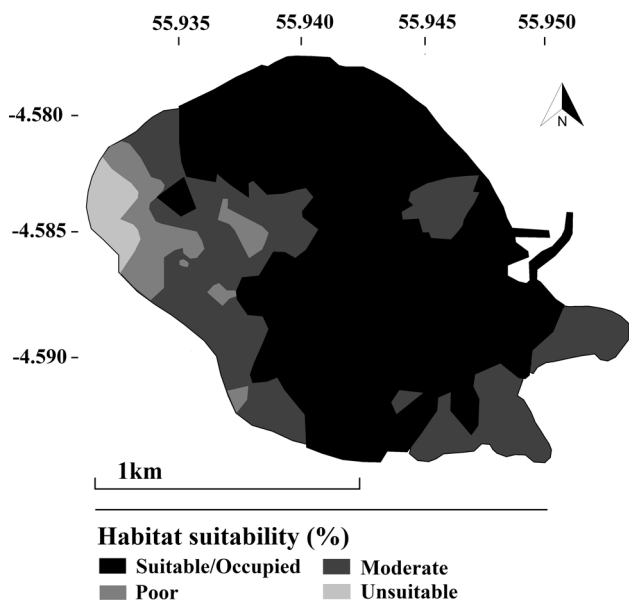 55.935 55.940 55.945 55.950
-4.580
N
-4.585
-4.590
1km
Habitat suitability (%)
Suitable/Occupied Moderate
Poor Unsuitable